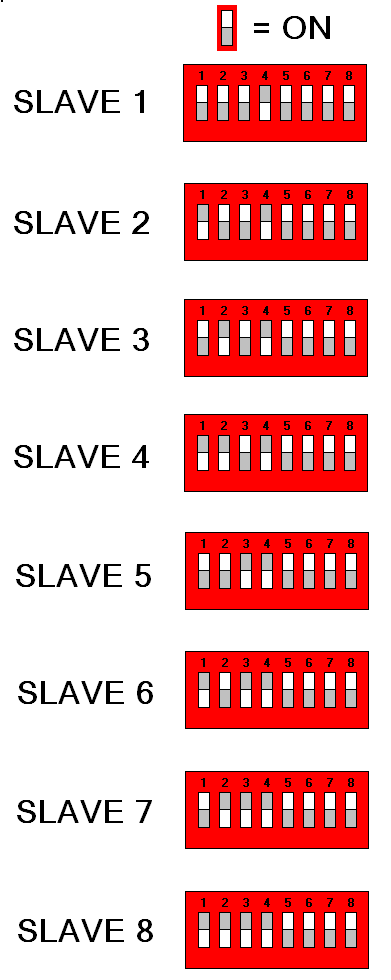 = ON
1 2 3 4 5 6 7 8
SLAVE 1
1 2 3 4 5 6 7 8
SLAVE 2
1 2 3 4 5 6 7 8
SLAVE 3
1 2 3 4 5 6 7 8
SLAVE 4
1 2 3 4 5 6 7 8
SLAVE 5
1 2 3 4 5 6 7 8
SLAVE 6
1 2 3 4 5 6 7 8
SLAVE 7
1 2 3 4 5 6 7 8
SLAVE 8